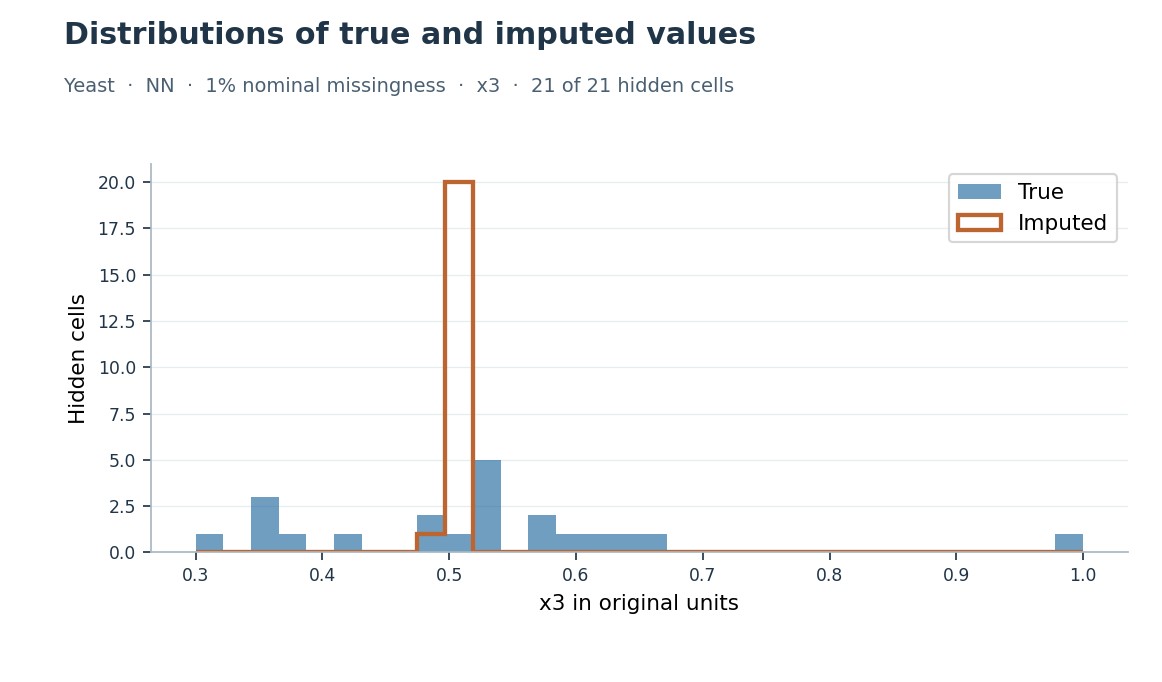 Distributions of true and imputed values
Yeast · NN · 1% nominal missingness · x3 · 21 of 21 hidden cells
True
Imputed
Hidden cells
20.0
17.5
15.0
12.5
10.0
7.5
5.0
2.5
0.0
0.3 0.4 0.5 0.6 0.7 0.8 0.9 1.0
x3 in original units